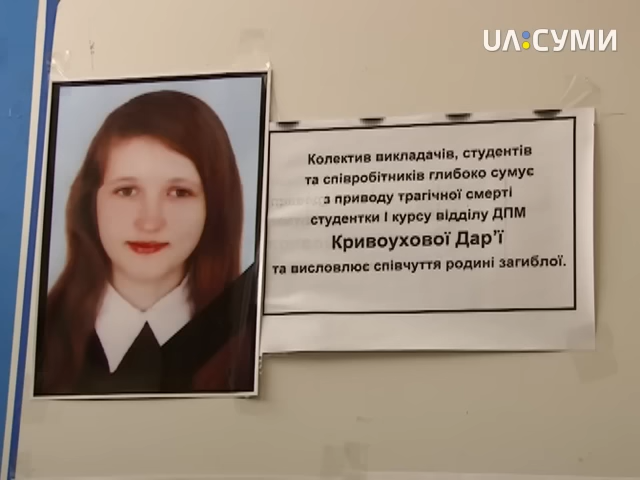 UA:СУМИ
Колектив викладачів, студентів
та співробітників глибоко сумує
з приводу трагічної смерті
студентки І курсу відділу ДПМ
Кривоухової Дар’ї
та висловлює співчуття родині загиблої.